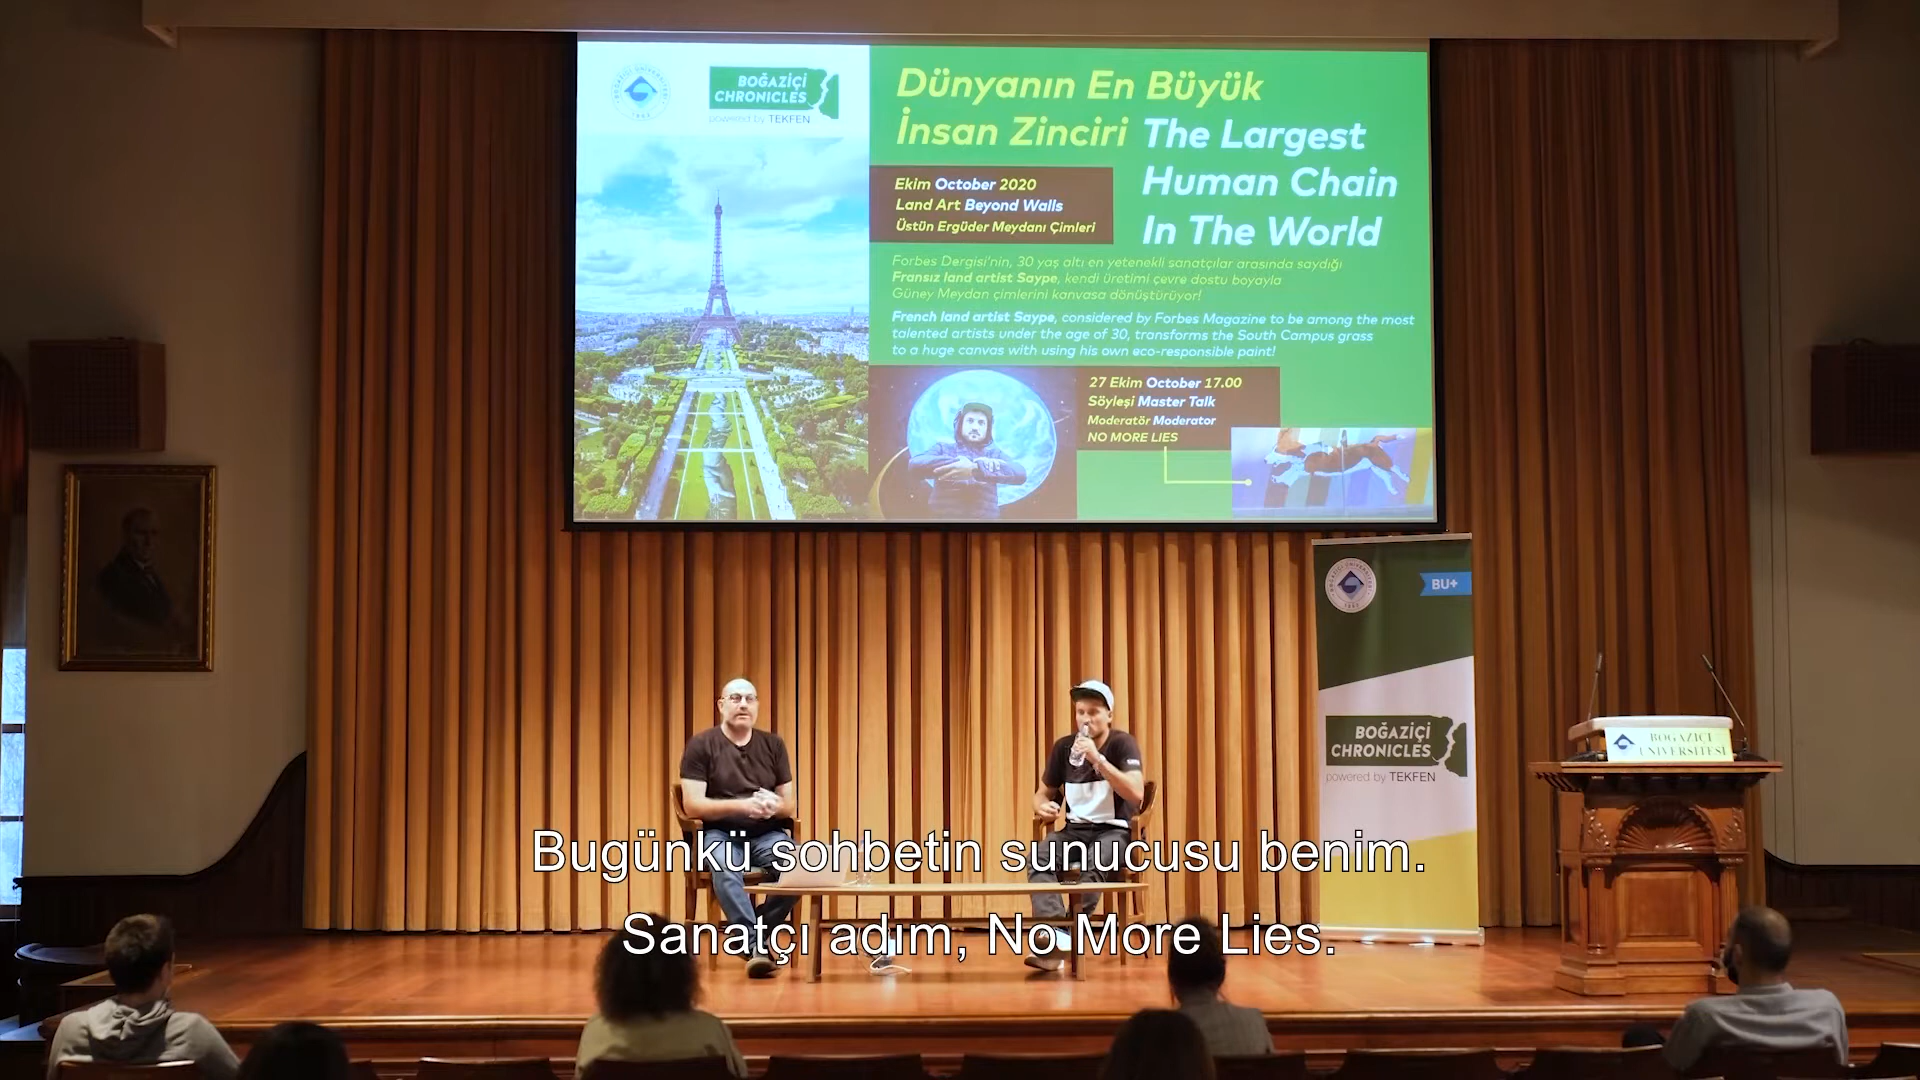 BOĞAZİÇİ ÜNİVERSİTESİ
1863
BOĞAZİÇİ
CHRONICLES
powered by TEKFEN
Dünyanın En Büyük
İnsan Zinciri The Largest
Human Chain
In The World
Ekim October 2020
Land Art Beyond Walls
Üstün Ergüder Meydanı Çimleri
Forbes Dergisi'nin, 30 yaş altı en yetenekli sanatçılar arasında saydığı
Fransız land artist Saype, kendi üretimi çevre dostu boyayla
Güney Meydan çimlerini kanvasa dönüştürüyor!
French land artist Saype, considered by Forbes Magazine to be among the most
talented artists under the age of 30, transforms the South Campus grass
to a huge canvas with using his own eco-responsible paint!
27 Ekim October 17.00
Söyleşi Master Talk
Moderatör Moderator
NO MORE LIES
BU+
BOĞAZİÇİ
CHRONICLES
powered by TEKFEN
BOĞAZİÇİ
ÜNİVERSİTESİ
Bugünkü sohbetin sunucusu benim.
Sanatçı adım, No More Lies.